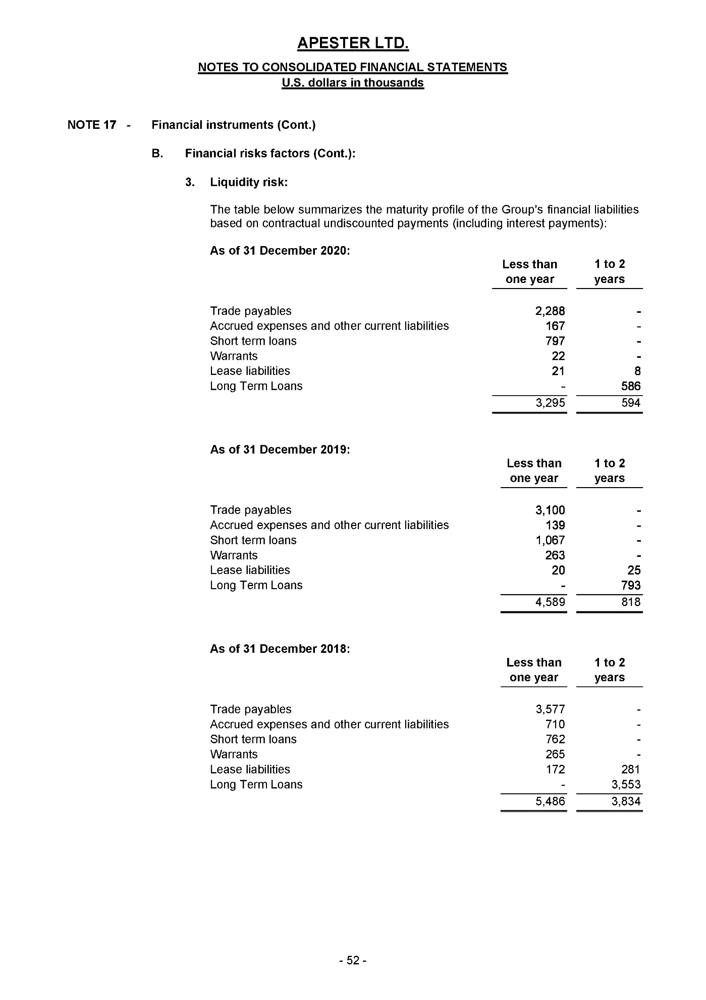 APESTER LTD.
NOTES TO CONSOLIDATED FINANCIAL STATEMENTS
U.S. dollars in thousands
NOTE 17 - Financial instruments (Cont.)
B. Financial risks factors (Cont.):
3. Liquidity risk:
The table below summarizes the maturity profile of the Group's financial liabilities
based on contractual undiscounted payments (including interest payments):
As of 31 December 2020:
Less than 1 to 2
one year years
Trade payables 2,288 -
Accrued expenses and other current liabilities 167 -
Short term loans 797 -
Warrants 22 -
Lease liabilities 21 8
Long Term Loans - 586
3,295 594
As of 31 December 2019:
Less than 1 to 2
one year years
Trade payables 3,100 -
Accrued expenses and other current liabilities 139 -
Short term loans 1,067 -
Warrants 263 -
Lease liabilities 20 25
Long Term Loans - 793
4,589 818
As of 31 December 2018:
Less than 1 to 2
one year years
Trade payables 3,577 -
Accrued expenses and other current liabilities 710 -
Short term loans 762 -
Warrants 265 -
Lease liabilities 172 281
Long Term Loans - 3,553
5,486 3,834
- 52 -